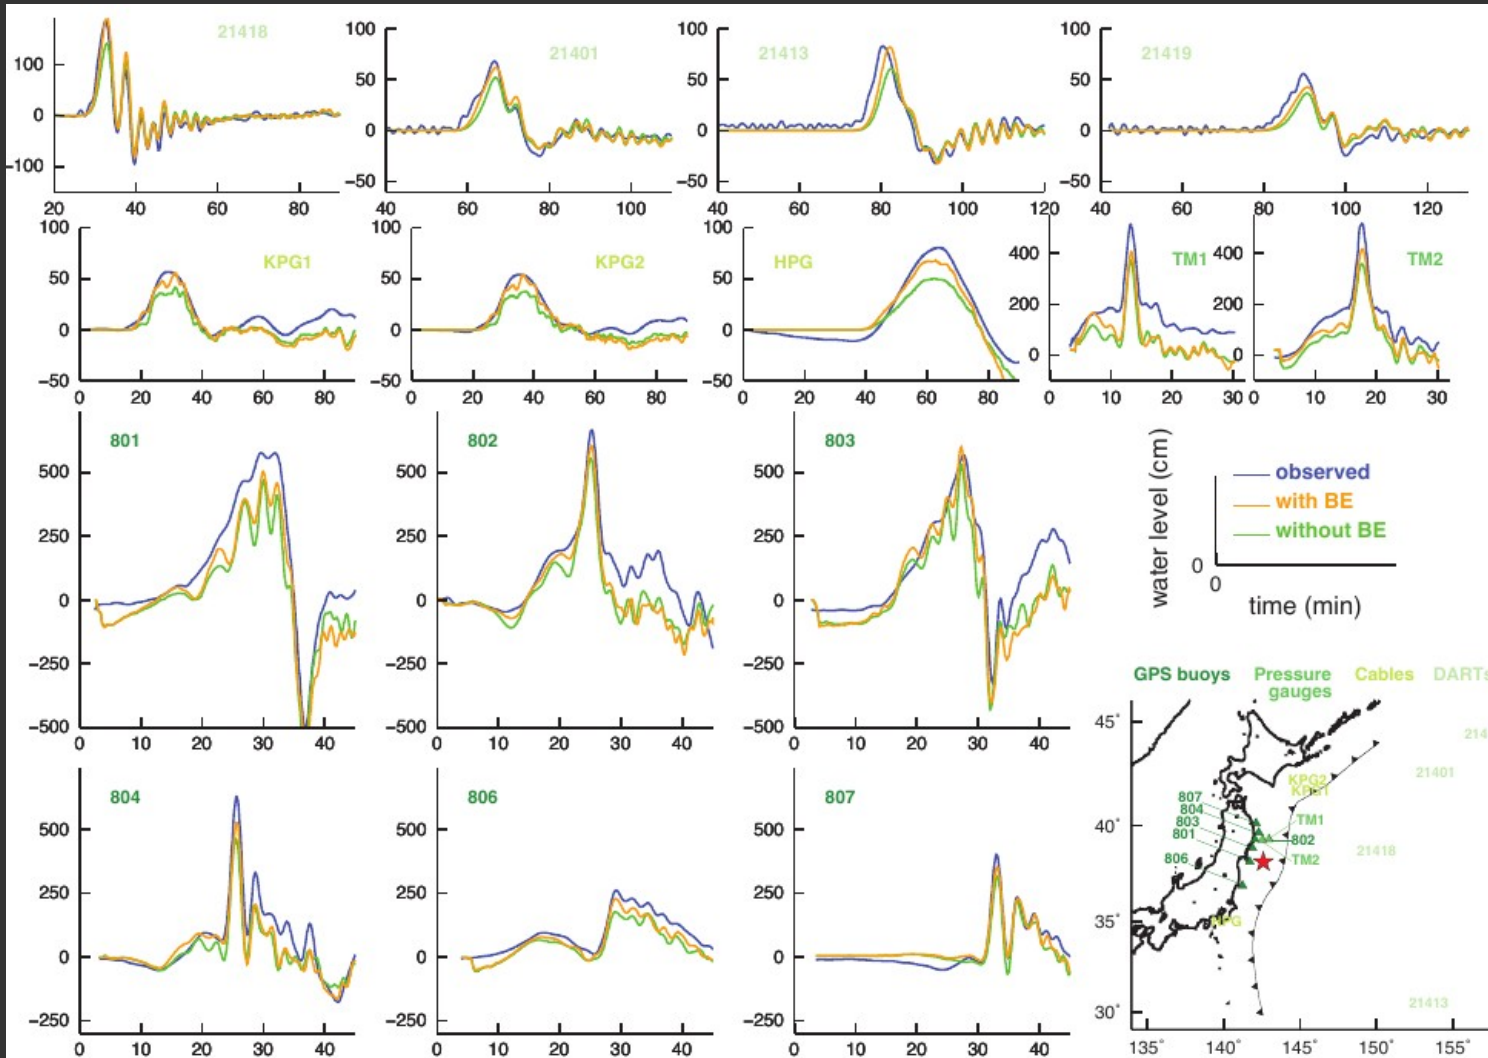 21418
21401
21413
21419
100
0
-100
20 40 60 80
100
50
0
-50
40 60 80 100
100
50
0
-50
40 60 80 100 120
100
50
0
-50
40 60 80 100 120
KPG1
KPG2
HPG
TM1
TM2
100
50
0
-50
0 20 40 60 80
100
50
0
-50
0 20 40 60 80
100
50
0
-50
0 20 40 60 80
400
200
0
0 10 20 30
400
200
0
0 10 20 30
801
802
803
500
250
0
-250
-500
0 10 20 30 40
500
250
0
-250
-500
0 10 20 30 40
500
250
0
-250
-500
0 10 20 30 40
water level (cm)
observed
with BE
without BE
0
0
time (min)
804
806
807
500
250
0
-250
0 10 20 30 40
500
250
0
-250
0 10 20 30 40
500
250
0
-250
0 10 20 30 40
GPS buoys Pressure gauges Cables DARTs
45°
40°
35°
30°
214
21401
KPG2
KPG1
807
804
803
801
806
TM1
802
TM2
21418
HPG
21413
135° 140° 145° 150° 155°